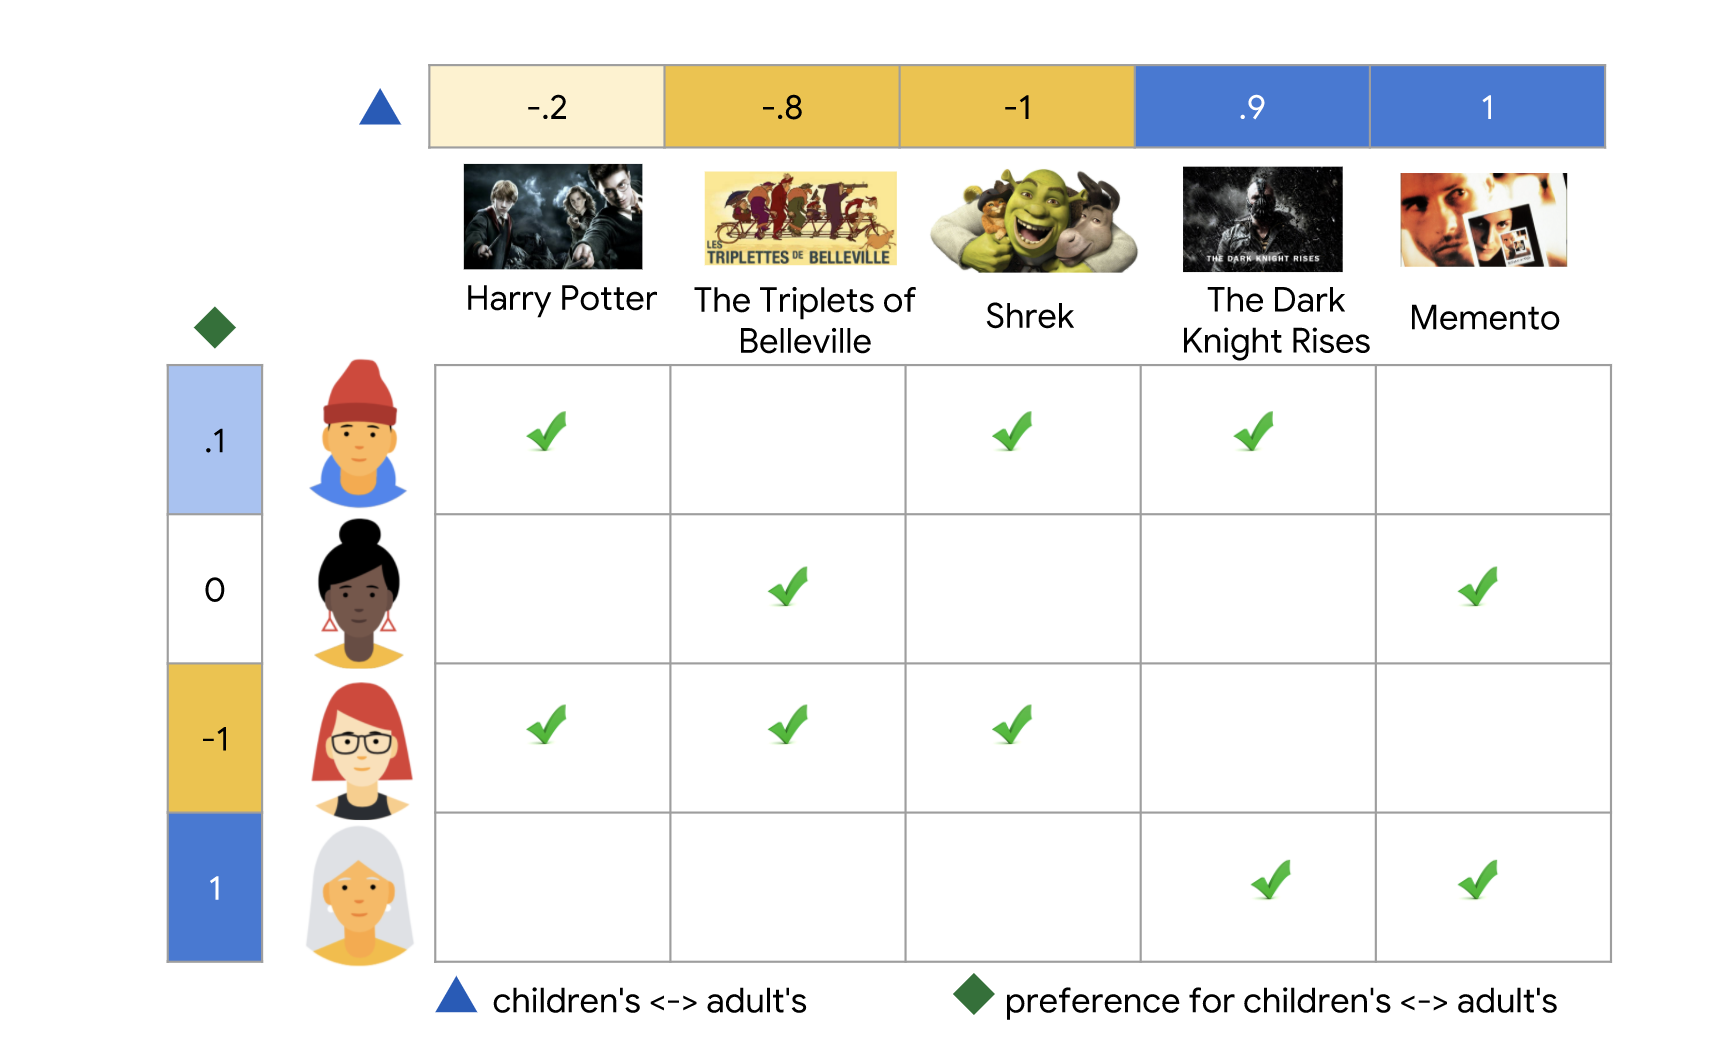 -.2 -.8 -1 .9 1
LES
TRIPLETTES DE BELLEVILLE
THE DARK KNIGHT RISES
Harry Potter
The Triplets of
Belleville
Shrek
The Dark
Knight Rises
Memento
.1
0
-1
1
children's <-> adult's
preference for children's <-> adult's